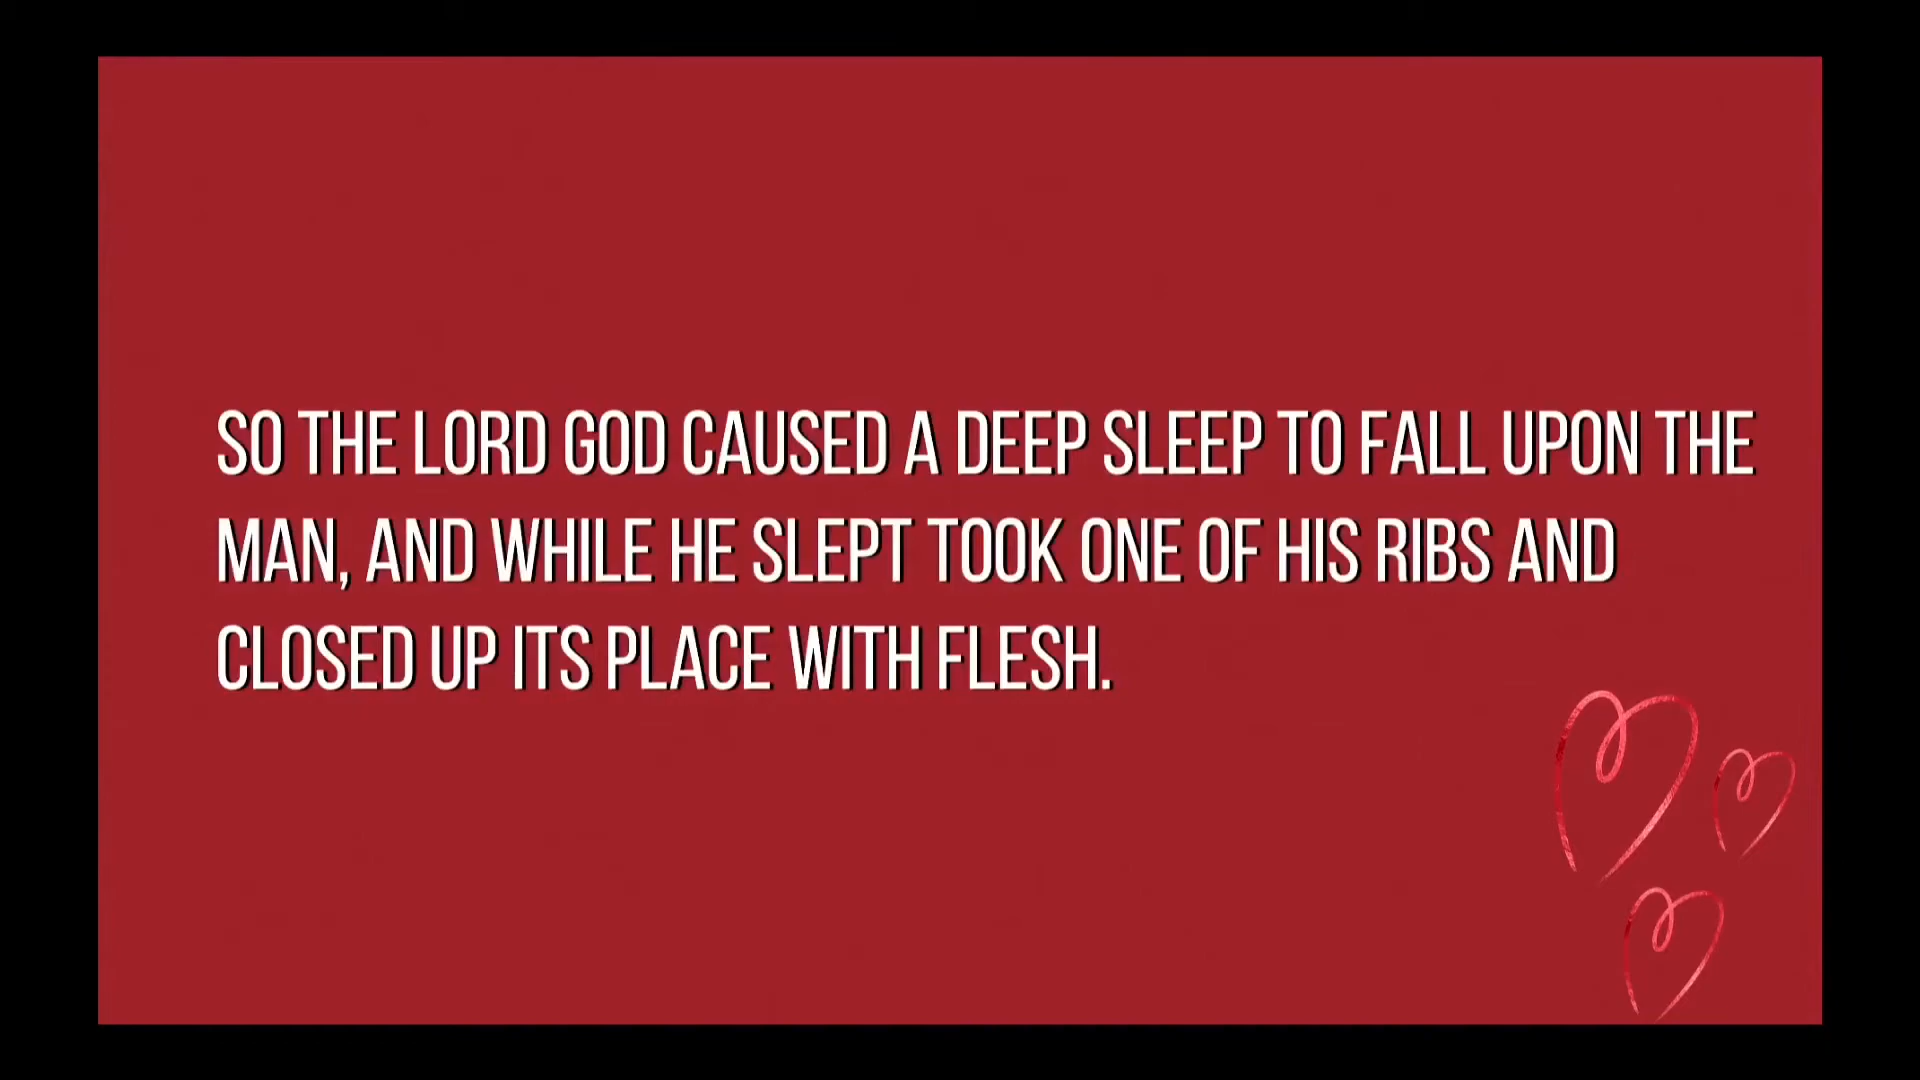 SO THE LORD GOD CAUSED A DEEP SLEEP TO FALL UPON THE
MAN, AND WHILE HE SLEPT TOOK ONE OF HIS RIBS AND
CLOSED UP ITS PLACE WITH FLESH.